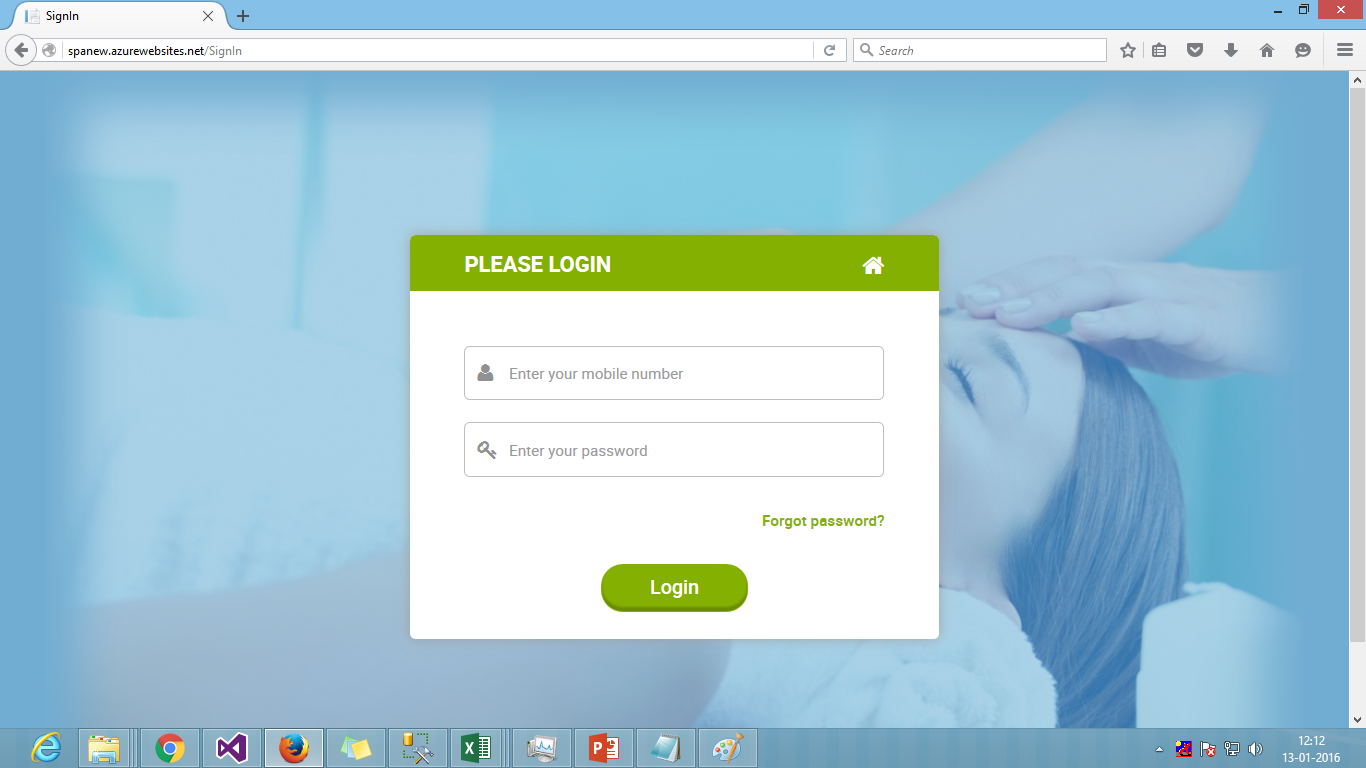 SignIn
spanew.azurewebsites.net/SignIn
Search
PLEASE LOGIN
Enter your mobile number
Enter your password
Forgot password?
Login
12:12
13-01-2016